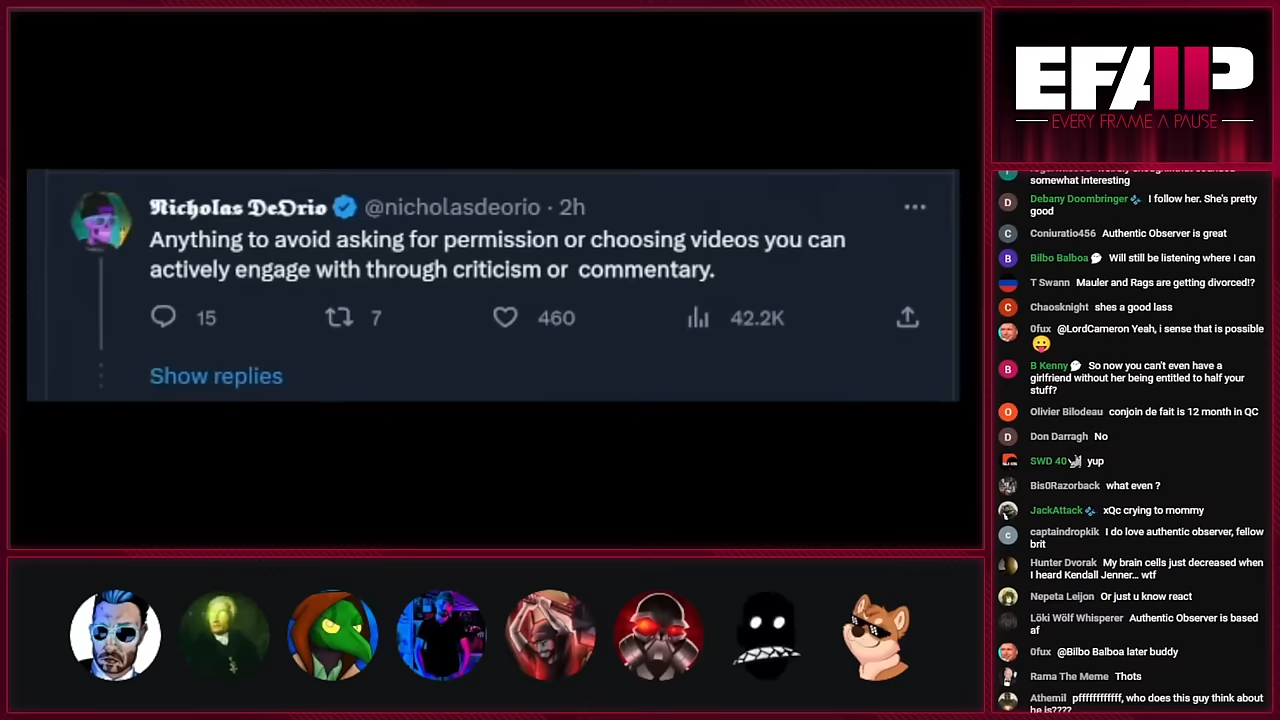 Nicholas DeOrio @nicholasdeorio · 2h
Anything to avoid asking for permission or choosing videos you can
actively engage with through criticism or commentary.
15 7 460 42.2K
Show replies
EFAP
EVERY FRAME A PAUSE
somewhat interesting
Debany Doombringer I follow her. She's pretty
good
Coniuratio456 Authentic Observer is great
Bilbo Balboa Will still be listening where I can
T Swann Mauler and Rags are getting divorced!?
Chaosknight shes a good lass
0fux @LordCameron Yeah, i sense that is possible
B Kenny So now you can't even have a
girlfriend without her being entitled to half your
stuff?
Olivier Bilodeau conjoin de fait is 12 month in QC
Don Darragh No
SWD 40 yup
Bis0Razorback what even ?
JackAttack xQc crying to mommy
captaindropkik I do love authentic observer, fellow
brit
Hunter Dvorak My brain cells just decreased when
I heard Kendall Jenner... wtf
Nepeta Leijon Or just u know react
Löki Wölf Whisperer Authentic Observer is based
af
0fux @Bilbo Balboa later buddy
Rama The Meme Thots
Athemil pfffffffffffff, who does this guy think about
he is????